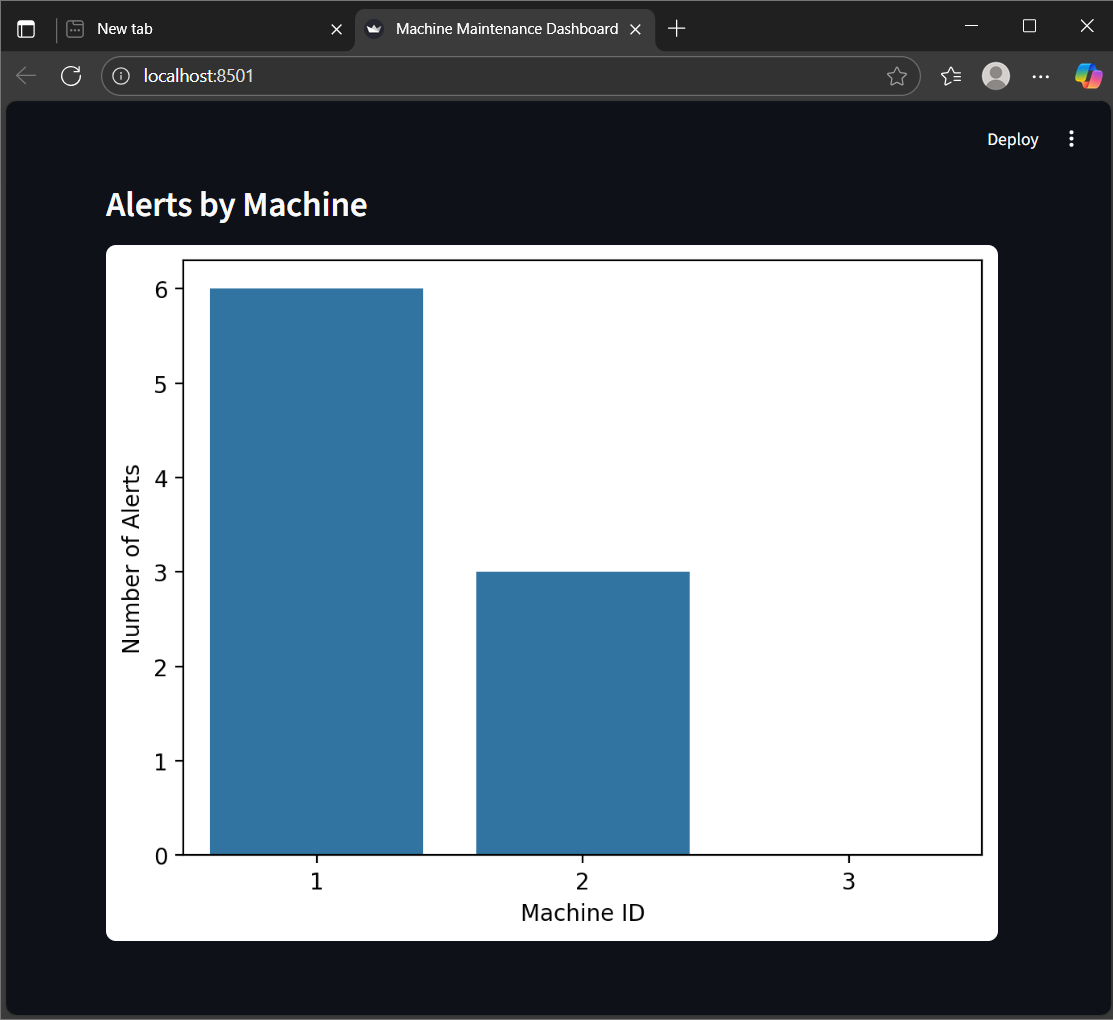 New tab
Machine Maintenance Dashboard
localhost:8501
Deploy
Alerts by Machine
6
5
4
3
2
1
0
Number of Alerts
1 2 3
Machine ID